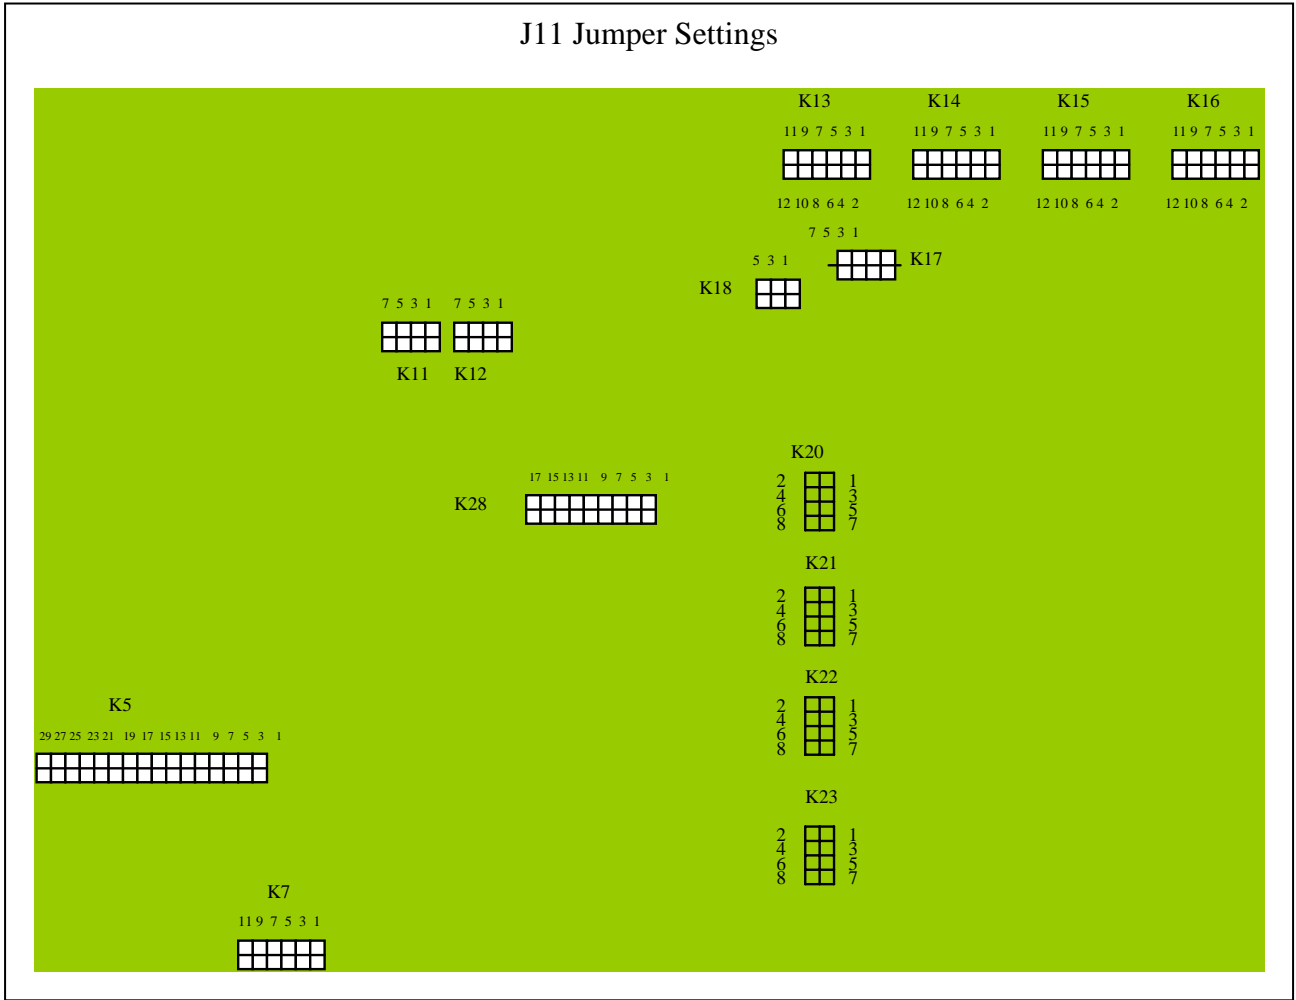 J11 Jumper Settings
K13 K14 K15 K16
11 9 7 5 3 1 11 9 7 5 3 1 11 9 7 5 3 1 11 9 7 5 3 1
12 10 8 6 4 2 12 10 8 6 4 2 12 10 8 6 4 2 12 10 8 6 4 2
7 5 3 1
K17
5 3 1
K18
7 5 3 1 7 5 3 1
K11 K12
K20
2 1
4 3
6 5
8 7
17 15 13 11 9 7 5 3 1
K28
K21
2 1
4 3
6 5
8 7
K22
2 1
4 3
6 5
8 7
K5
29 27 25 23 21 19 17 15 13 11 9 7 5 3 1
K23
2 1
4 3
6 5
8 7
K7
11 9 7 5 3 1